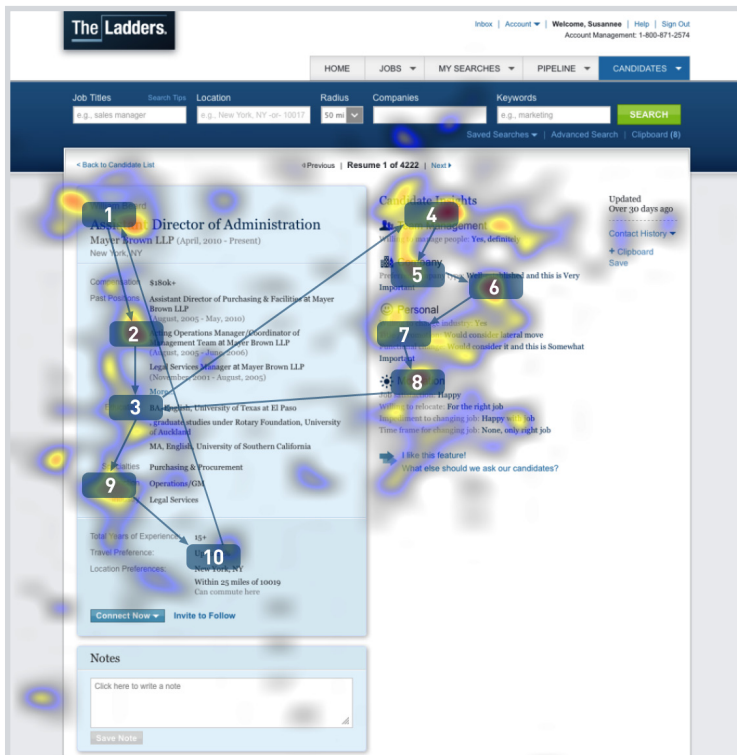 The Ladders.
Inbox | Account | Welcome, Susannee | Help | Sign Out
Account Management: 1-800-871-2574
HOME JOBS MY SEARCHES PIPELINE CANDIDATES
Job Titles Search Tips Location Radius Companies Keywords
e.g., sales manager e.g., New York, NY -or- 10017 50 mi e.g., marketing SEARCH
Saved Searches | Advanced Search | Clipboard (8)
< Back to Candidate List Previous | Resume 1 of 4222 | Next
1
Director of Administration
Mayer Brown LLP (April, 2010 - Present)
New York, NY
Compensation $180k+
Past Positions Assistant Director of Purchasing & Facilities at Mayer
Brown LLP
(August, 2005 - May, 2010)
2
Operations Manager/Coordinator of
Management Team at Mayer Brown LLP
(August, 2005 - June, 2006)
Legal Services Manager at Mayer Brown LLP
(November, 2001 - August, 2005)
More
3
BA, English, University of Texas at El Paso
, graduate studies under Rotary Foundation, University
of Auckland
MA, English, University of Southern California
Purchasing & Procurement
9
Operations/GM
Legal Services
Total Years of Experience: 15+
Travel Preference:
10
Location Preferences: New York, NY
Within 25 miles of 10019
Can commute here
Connect Now Invite to Follow
Notes
Click here to write a note
Save Note
Candidate Insights
4
Management
manage people: Yes, definitely
5
6
and this is Very
Important
Personal
industry: Yes
7
Would consider lateral move
Would consider it and this is Somewhat
Important
8
Happy
Willing to relocate: For the right job
to changing job: Happy with job
Time frame for changing job: None, only right job
I like this feature!
What else should we ask our candidates?
Updated
Over 30 days ago
Contact History
+ Clipboard
Save